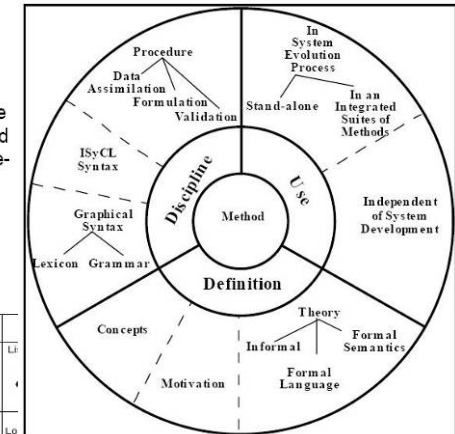 In
System
Evolution
Process
Stand-alone
In an
Integrated
Suites of
Methods
Procedure
Data
Assimilation
Formulation
Validation
ISyCL
Syntax
Graphical
Syntax
Lexicon
Grammar
Discipline
Use
Definition
Method
Independent
of System
Development
Concepts
Motivation
Theory
Informal
Formal
Language
Formal
Semantics